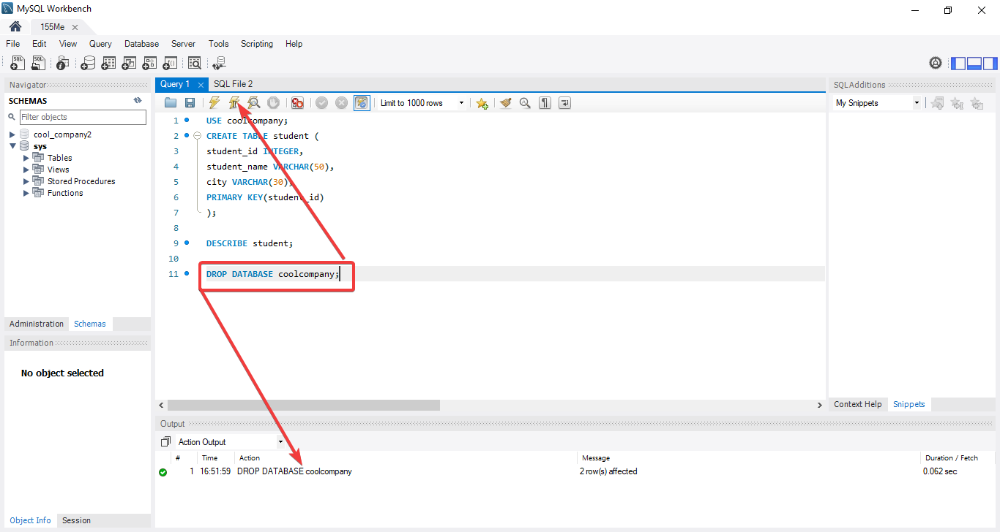 MySQL Workbench
155Me
File Edit View Query Database Server Tools Scripting Help
Navigator
SCHEMAS
Filter objects
cool_company2
sys
Tables
Views
Stored Procedures
Functions
Administration Schemas
Information
No object selected
Object Info Session
Query 1 SQL File 2
Limit to 1000 rows
1 USE coolcompany;
2 CREATE TABLE student (
3 student_id INTEGER,
4 student_name VARCHAR(50),
5 city VARCHAR(30),
6 PRIMARY KEY(student_id)
7 );
8
9 DESCRIBE student;
10
11 DROP DATABASE coolcompany;
SQLAdditions
My Snippets
Context Help Snippets
Output
Action Output
# Time Action Message Duration / Fetch
1 16:51:59 DROP DATABASE coolcompany 2 row(s) affected 0.062 sec